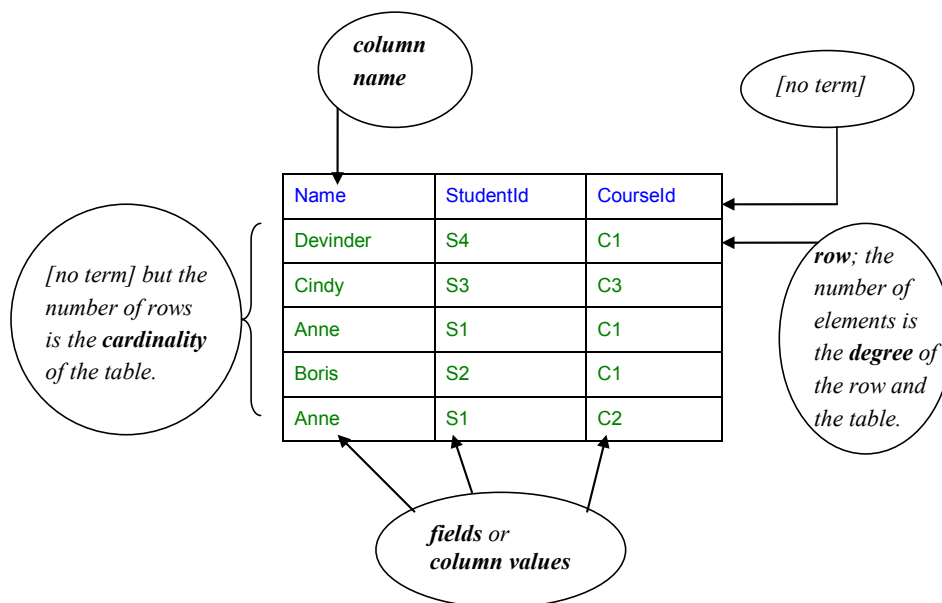 column
name
[no term]
Name StudentId CourseId
Devinder S4 C1
Cindy S3 C3
Anne S1 C1
Boris S2 C1
Anne S1 C2
[no term] but the
number of rows
is the cardinality
of the table.
row; the
number of
elements is
the degree of
the row and
the table.
fields or
column values